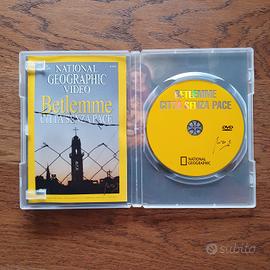 NATIONAL
GEOGRAPHIC
VIDEO
Betlemme
CITTÀ SENZA PACE
BETLEMME
CITTÀ SENZA PACE
DVD
NATIONAL
GEOGRAPHIC
subito